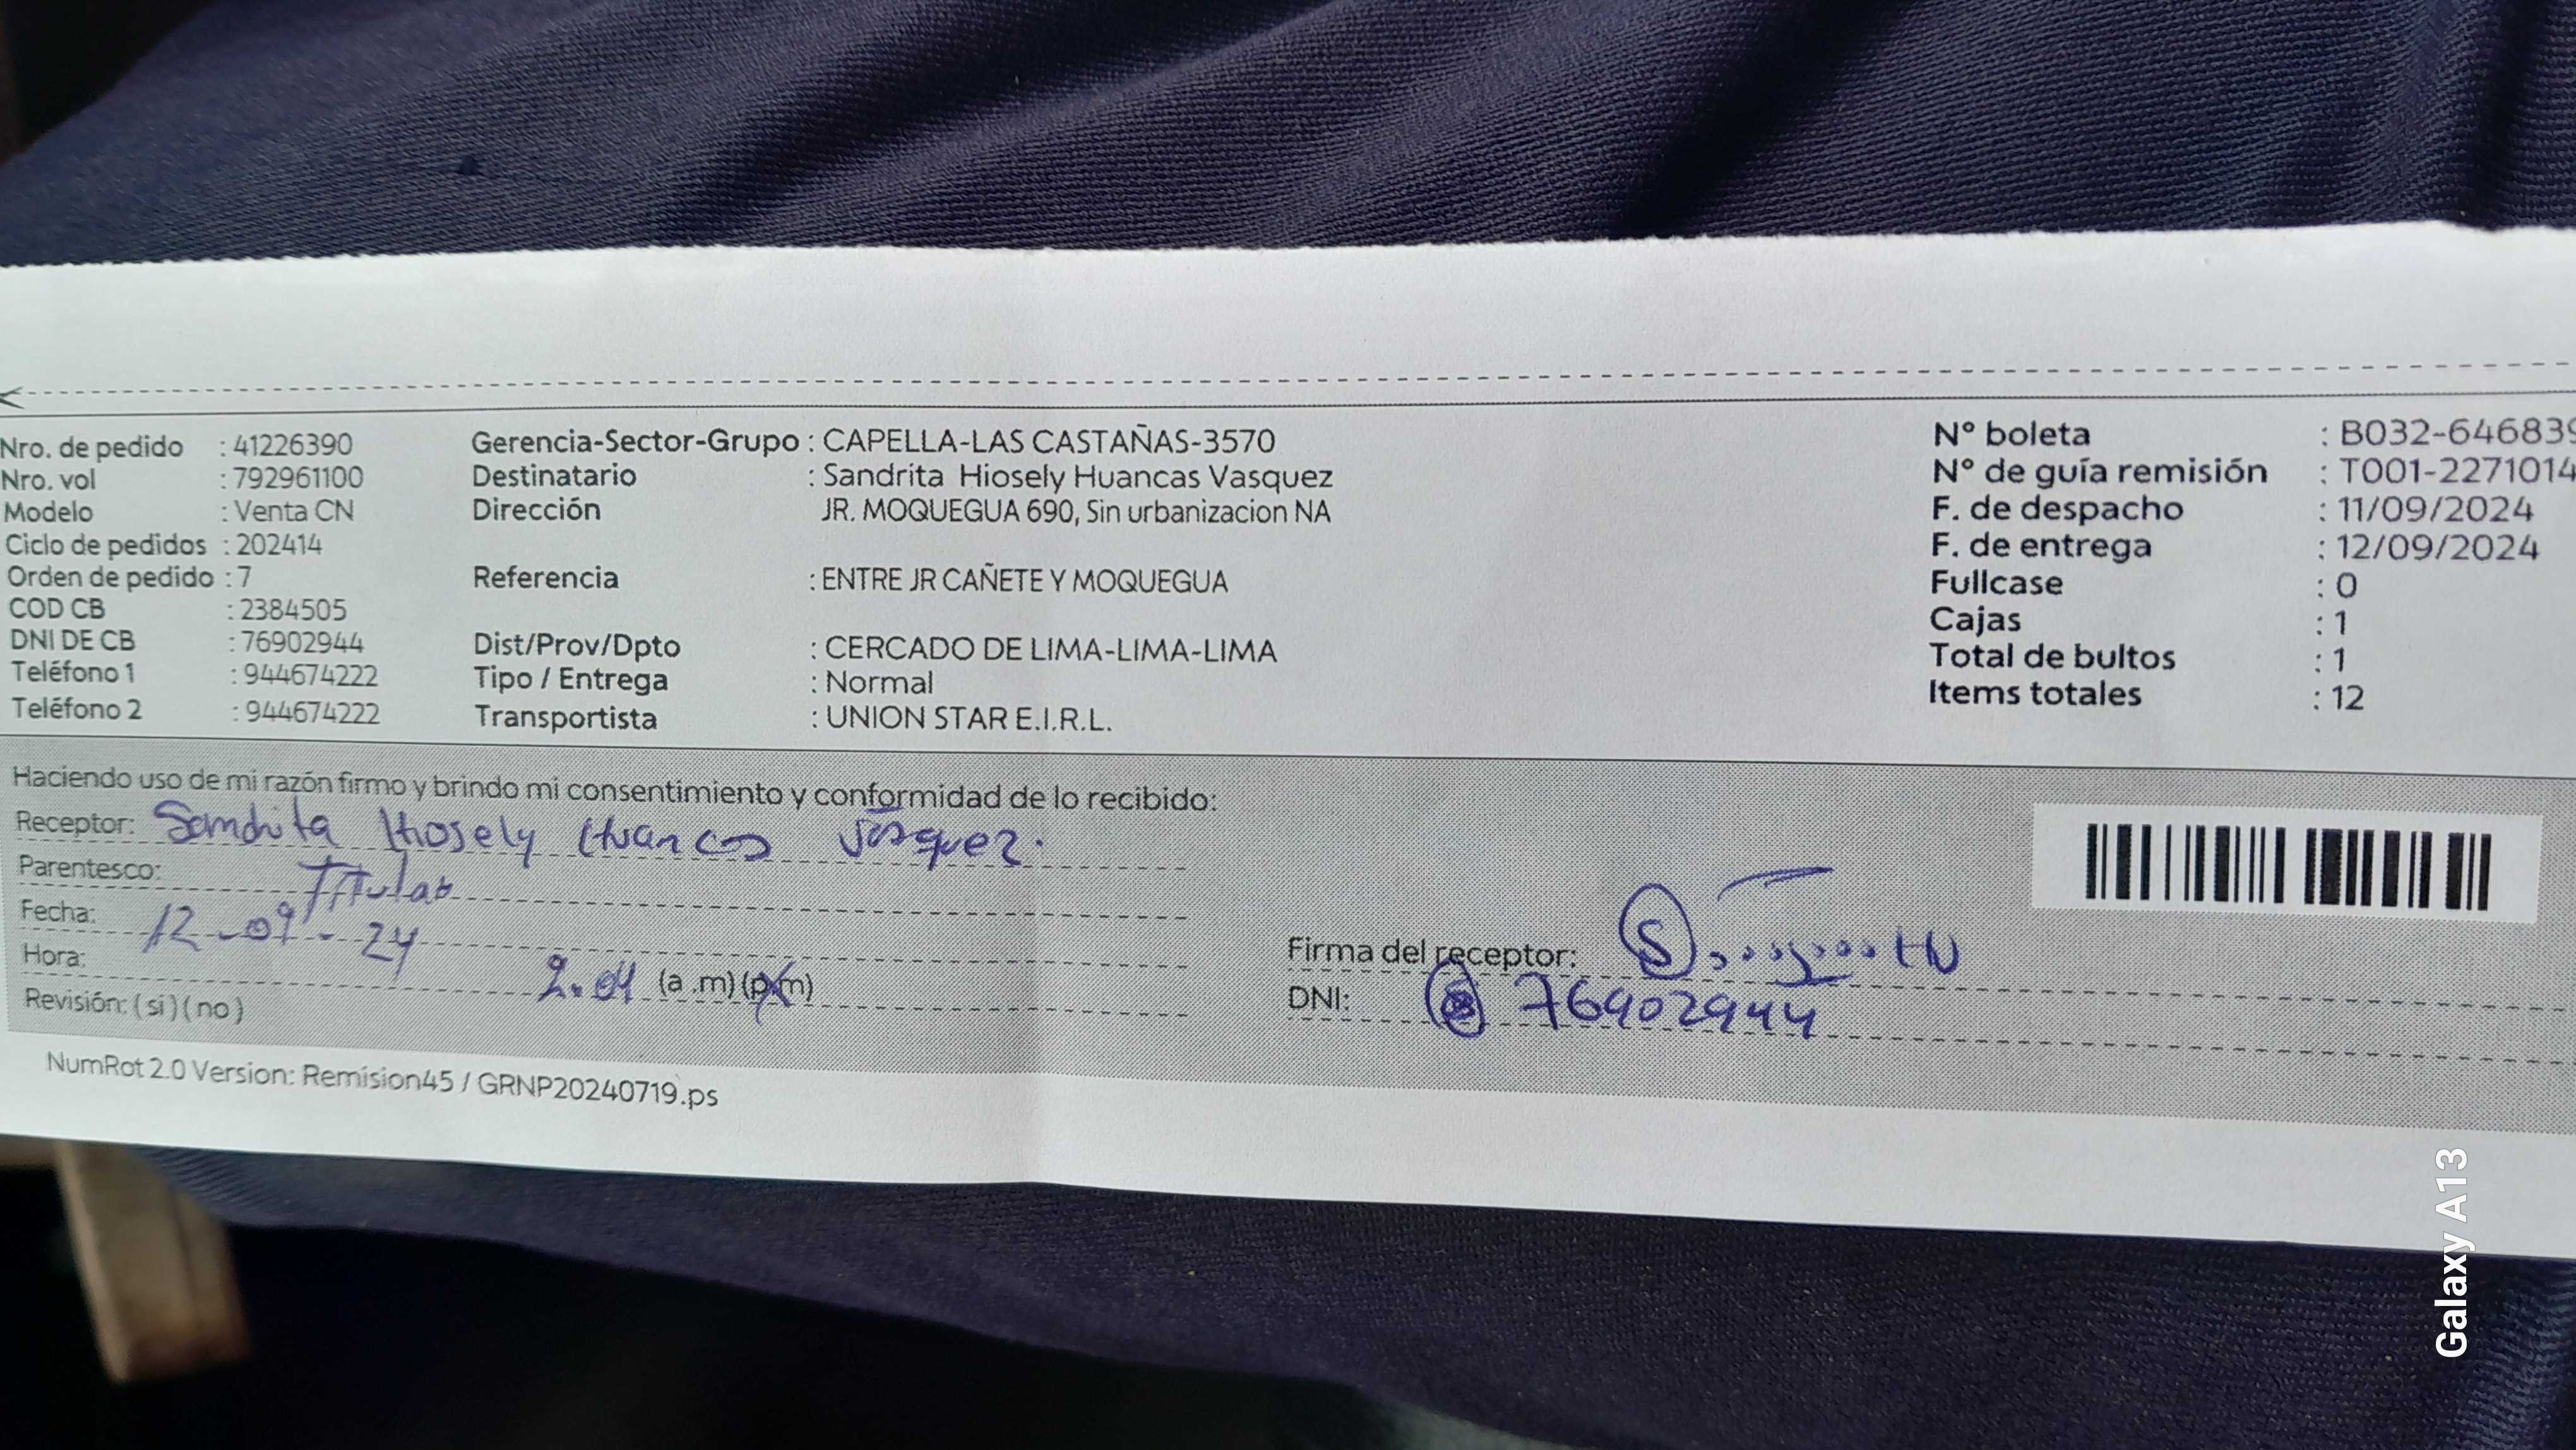 Nro. de pedido : 41226390
Nro. vol : 792961100
Modelo : Venta CN
Ciclo de pedidos : 202414
Orden de pedido : 7
COD CB : 2384505
DNI DE CB : 76902944
Teléfono 1 : 944674222
Teléfono 2 : 944674222
Gerencia-Sector-Grupo : CAPELLA-LAS CASTAÑAS-3570
Destinatario : Sandrita Hiosely Huancas Vasquez
Dirección JR. MOQUEGUA 690, Sin urbanizacion NA
Referencia : ENTRE JR CAÑETE Y MOQUEGUA
Dist/Prov/Dpto : CERCADO DE LIMA-LIMA-LIMA
Tipo / Entrega : Normal
Transportista : UNION STAR E.I.R.L.
N° boleta : B032-64683
N° de guía remisión : T001-2271014
F. de despacho : 11/09/2024
F. de entrega : 12/09/2024
Fullcase : 0
Cajas : 1
Total de bultos : 1
Items totales : 12
Haciendo uso de mi razón firmo y brindo mi consentimiento y conformidad de lo recibido:
Receptor: Sandrita Hiosely Huancas Vasquez.
Parentesco: Titular
Fecha: 12-09-24
Hora: 2.04 (a .m)(p.m)
Revisión: (si)(no)
Firma del receptor:
DNI: 76902944
NumRot 2.0 Version: Remision45 / GRNP20240719.ps
Galaxy A13